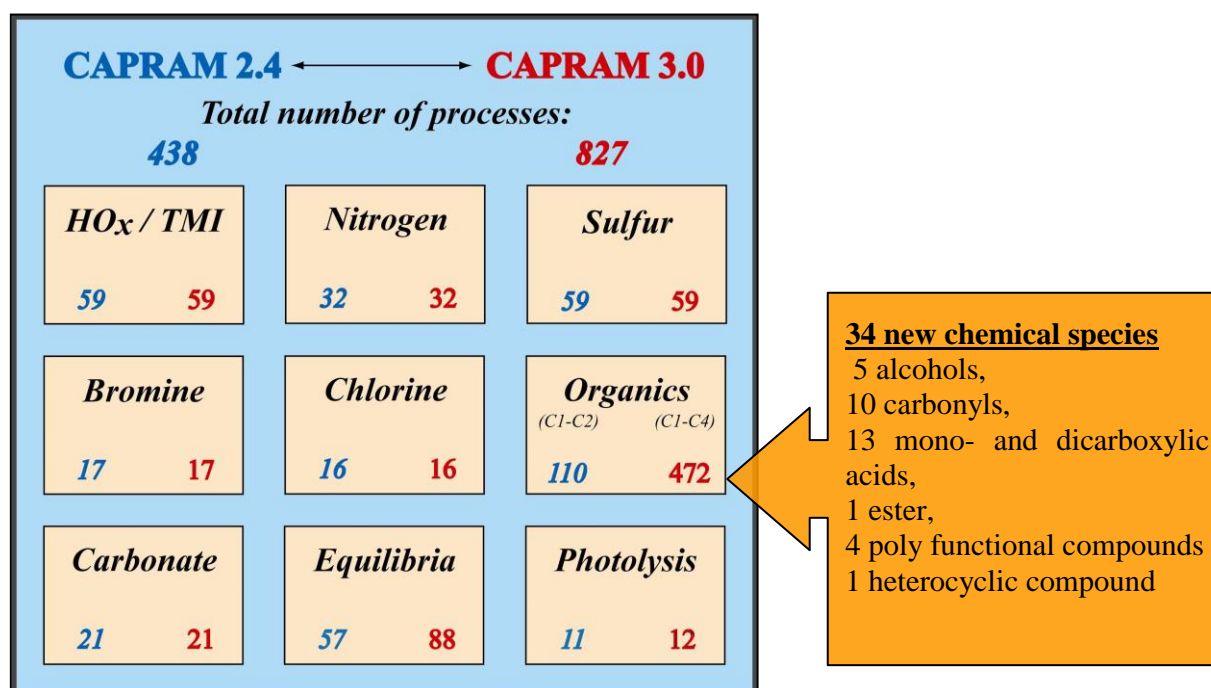 CAPRAM 2.4 CAPRAM 3.0
Total number of processes:
438 827
HOx / TMI
59 59
Nitrogen
32 32
Sulfur
59 59
Bromine
17 17
Chlorine
16 16
Organics
(C1-C2) (C1-C4)
110 472
Carbonate
21 21
Equilibria
57 88
Photolysis
11 12
34 new chemical species
5 alcohols,
10 carbonyls,
13 mono- and dicarboxylic
acids,
1 ester,
4 poly functional compounds
1 heterocyclic compound